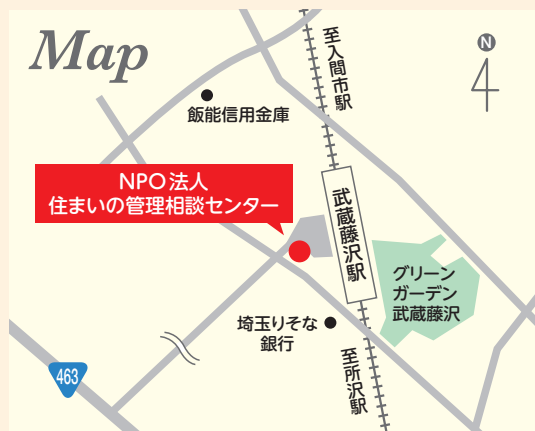 Map
至入間市駅
N
飯能信用金庫
NPO法人
住まいの管理相談センター
武蔵藤沢駅
グリーン
ガーデン
武蔵藤沢
埼玉りそな
銀行
至所沢駅
463